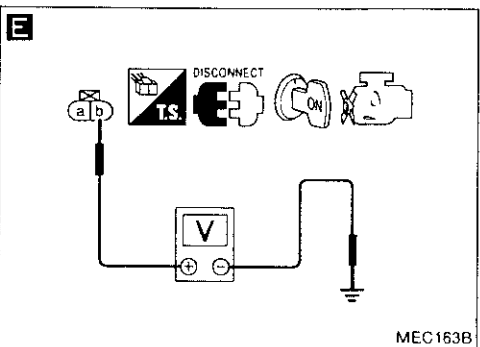 E
DISCONNECT
a b
T.S.
ON
V
+ −
MEC163B